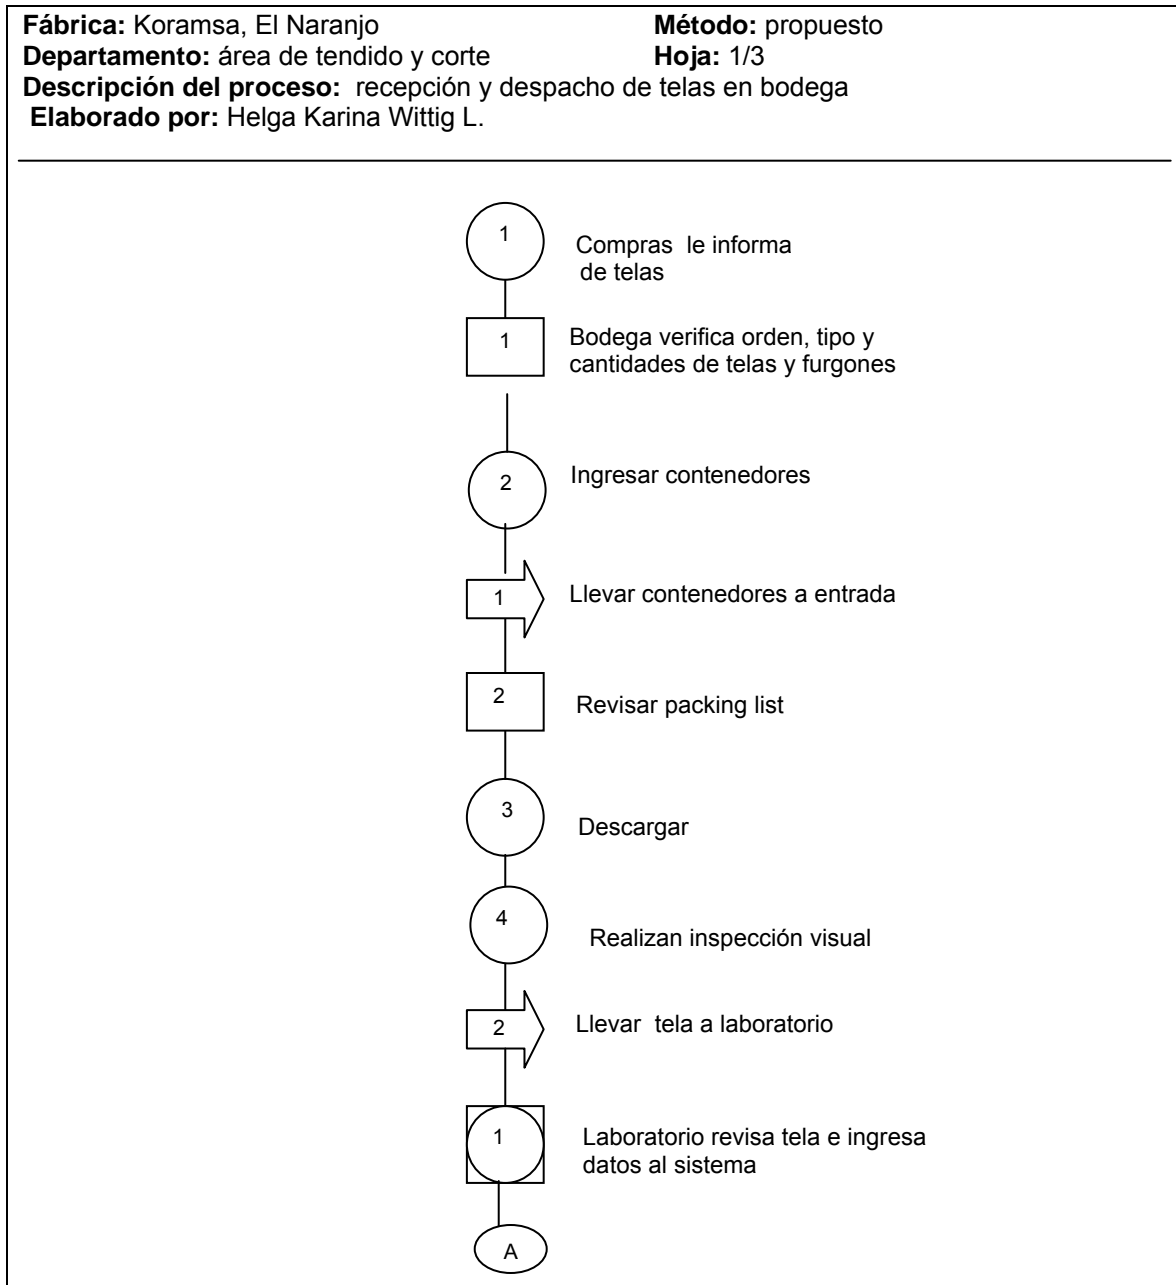 Fábrica: Koramsa, El Naranjo Método: propuesto
Departamento: área de tendido y corte Hoja: 1/3
Descripción del proceso: recepción y despacho de telas en bodega
Elaborado por: Helga Karina Wittig L.
1
Compras le informa
de telas
1
Bodega verifica orden, tipo y
cantidades de telas y furgones
2
Ingresar contenedores
1
Llevar contenedores a entrada
2
Revisar packing list
3
Descargar
4
Realizan inspección visual
2
Llevar tela a laboratorio
1
Laboratorio revisa tela e ingresa
datos al sistema
A